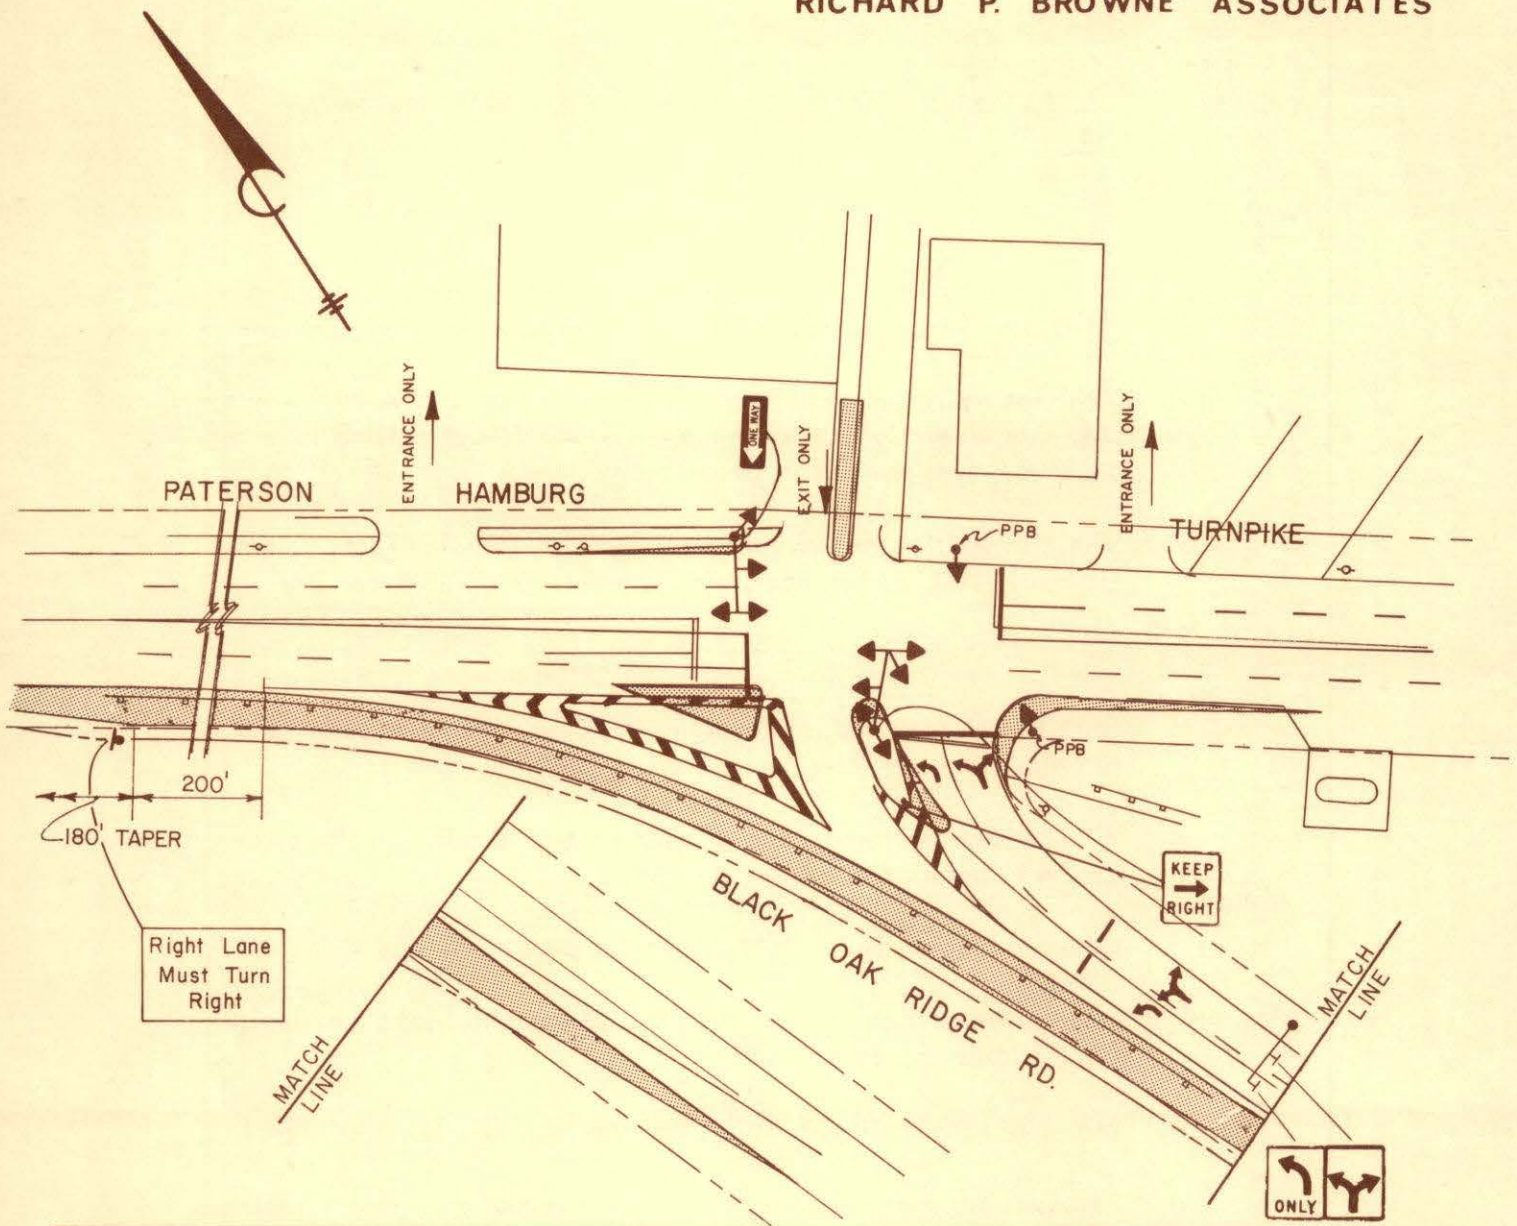 RICHARD P. BROWNE ASSOCIATES
ENTRANCE ONLY
ONE WAY
EXIT ONLY
ENTRANCE ONLY
PATERSON HAMBURG TURNPIKE
PPB
PPB
200'
180' TAPER
Right Lane
Must Turn
Right
KEEP
RIGHT
BLACK OAK RIDGE RD.
MATCH
LINE
MATCH
LINE
ONLY